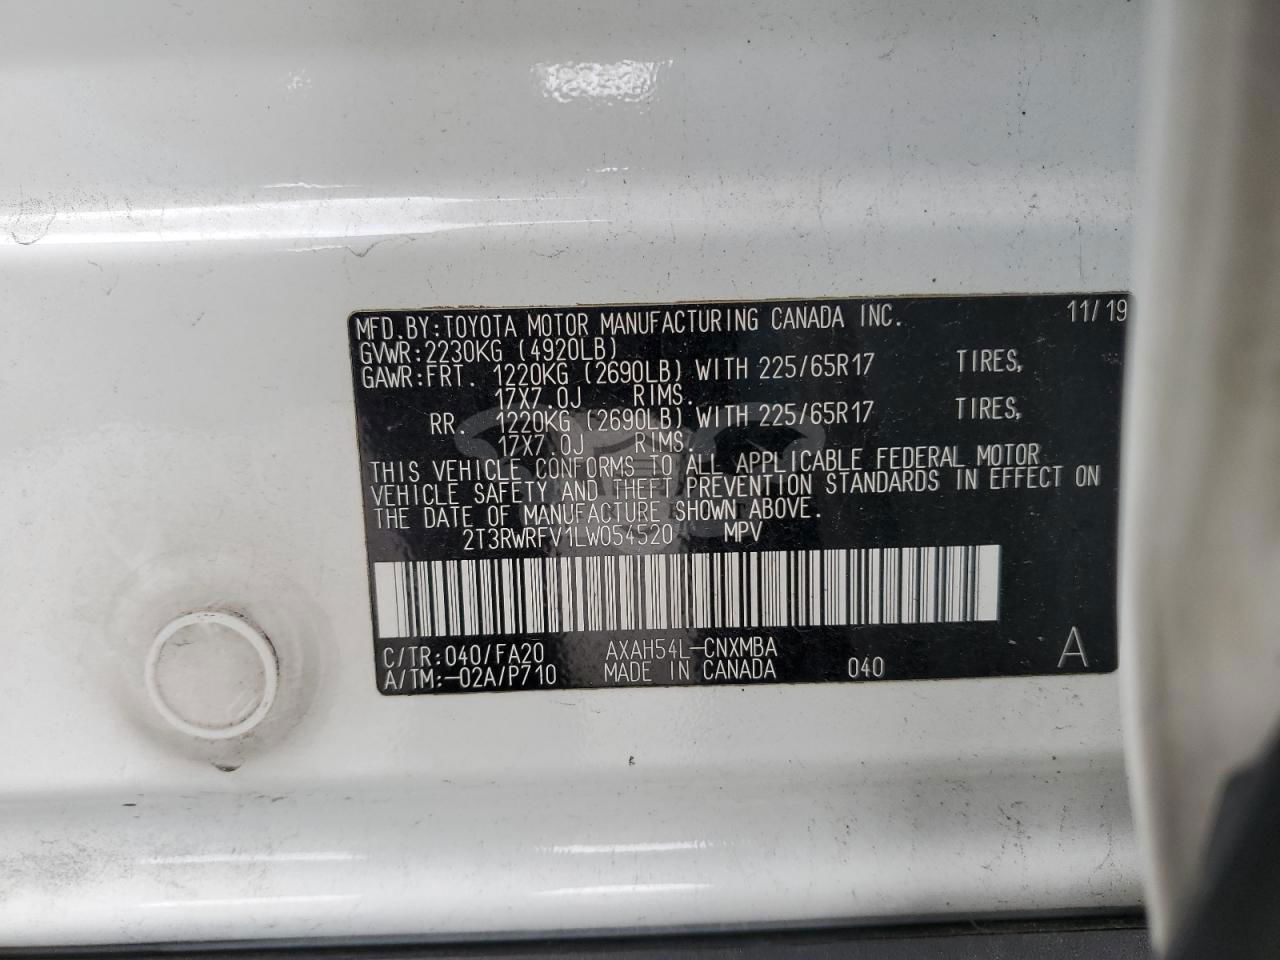 MFD.BY:TOYOTA MOTOR MANUFACTURING CANADA INC. 11/19
GVWR:2230KG (4920LB)
GAWR:FRT. 1220KG (2690LB) WITH 225/65R17 TIRES,
17X7.0J RIMS.
RR. 1220KG (2690LB) WITH 225/65R17 TIRES,
17X7.0J RIMS.
THIS VEHICLE CONFORMS TO ALL APPLICABLE FEDERAL MOTOR
VEHICLE SAFETY AND THEFT PREVENTION STANDARDS IN EFFECT ON
THE DATE OF MANUFACTURE SHOWN ABOVE.
2T3RWRFV1LW054520 MPV
C/TR:040/FA20 AXAH54L-CNXMBA
A/TM:-02A/P710 MADE IN CANADA 040 A